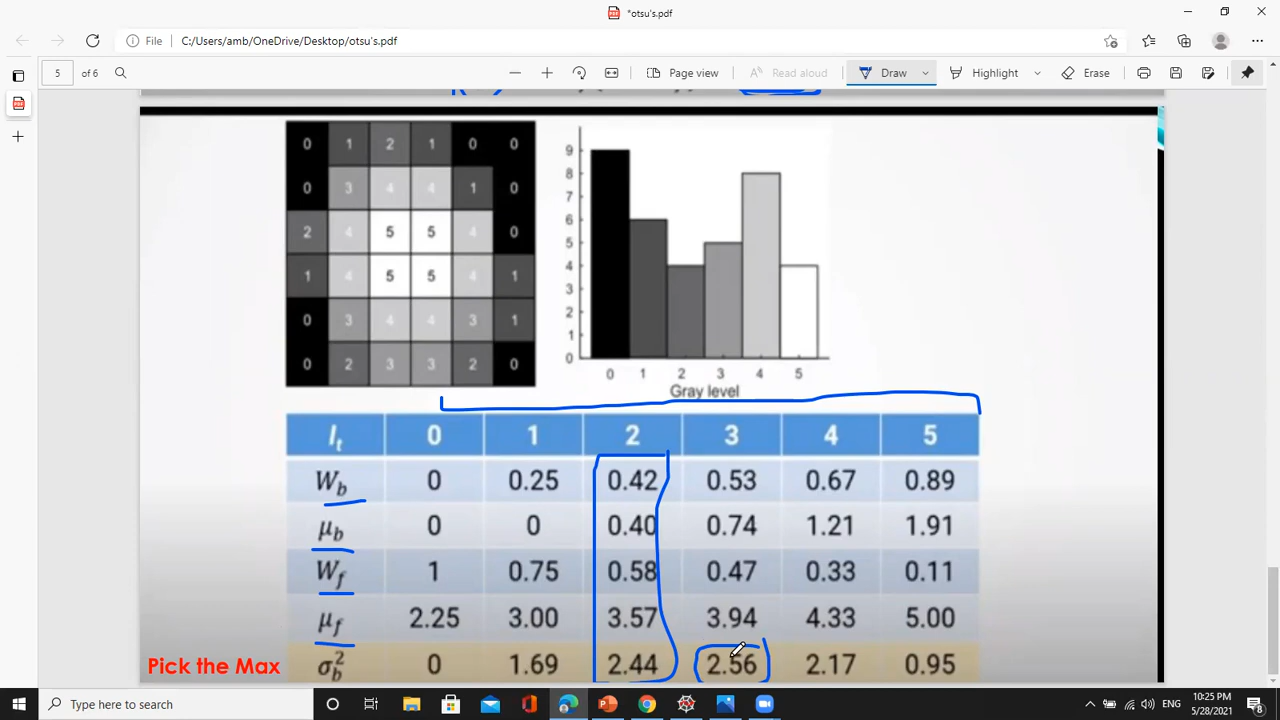 *otsu's.pdf
File C:/Users/amb/OneDrive/Desktop/otsu's.pdf
5 of 6 Page view Read aloud Draw Highlight Erase
0 1 2 1 0 0
0 3 4 4 1 0
2 4 5 5 4 0
1 4 5 5 4 1
0 3 4 4 3 1
0 2 3 3 2 0
9
8
7
6
5
4
3
2
1
0
0 1 2 3 4 5
Gray level
I_t 0 1 2 3 4 5
W_b 0 0.25 0.42 0.53 0.67 0.89
μ_b 0 0 0.40 0.74 1.21 1.91
W_f 1 0.75 0.58 0.47 0.33 0.11
μ_f 2.25 3.00 3.57 3.94 4.33 5.00
Pick the Max σ²_b 0 1.69 2.44 2.56 2.17 0.95
Type here to search
ENG
10:25 PM
5/28/2021
8